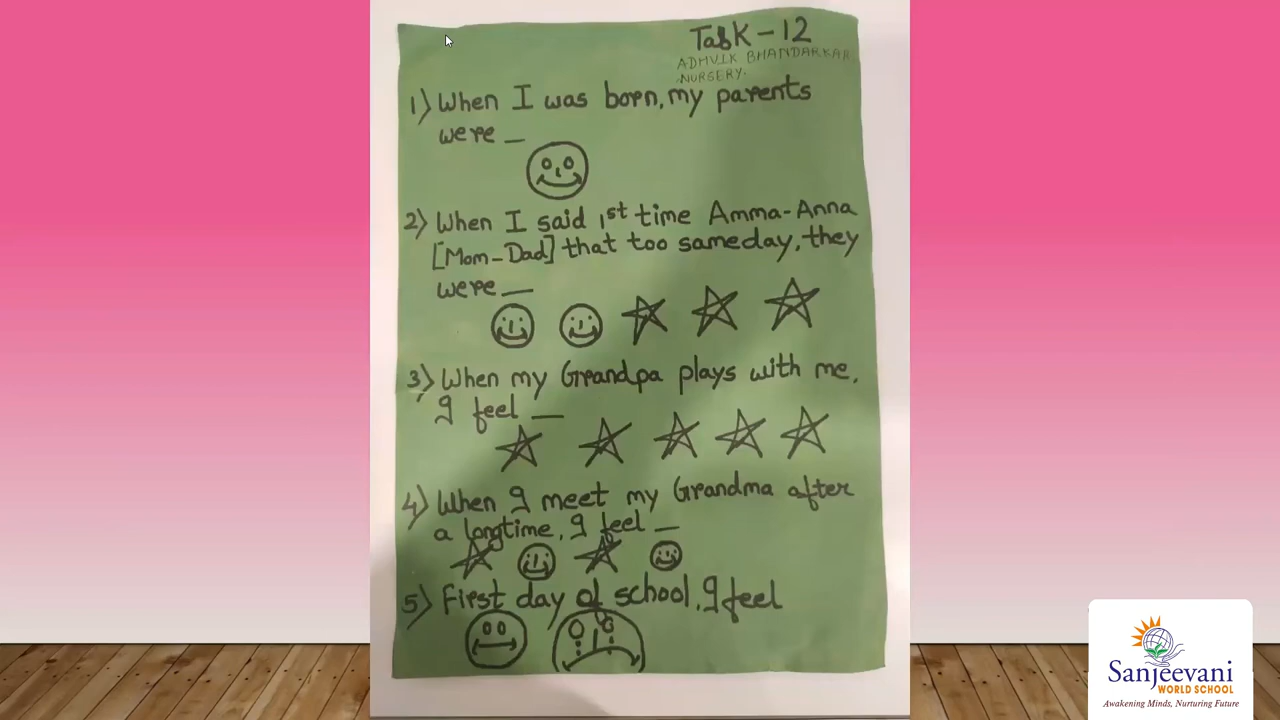 Task - 12
ADHVIK BHANDARKAR
NURSERY.
1) When I was born, my parents
were _
2) When I said 1st time Amma-Anna
[Mom-Dad] that too sameday, they
were _
3) When my Grandpa plays with me,
I feel _
4) When I meet my Grandma after
a longtime, I feel _
5) First day of school, I feel
Sanjeevani
WORLD SCHOOL
Awakening Minds, Nurturing Future